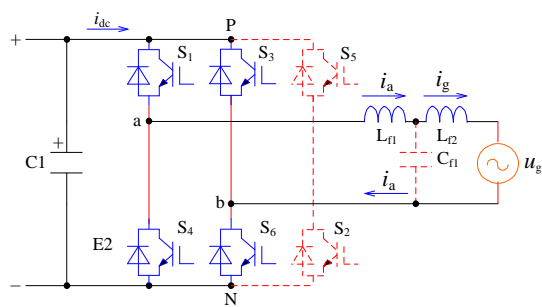 + i_dc P
S₁ S₃ S₅
i_a i_g
a
L_f1 L_f2
+
C1 C_f1 u_g
i_a
b
E2 S₄ S₆ S₂
− N